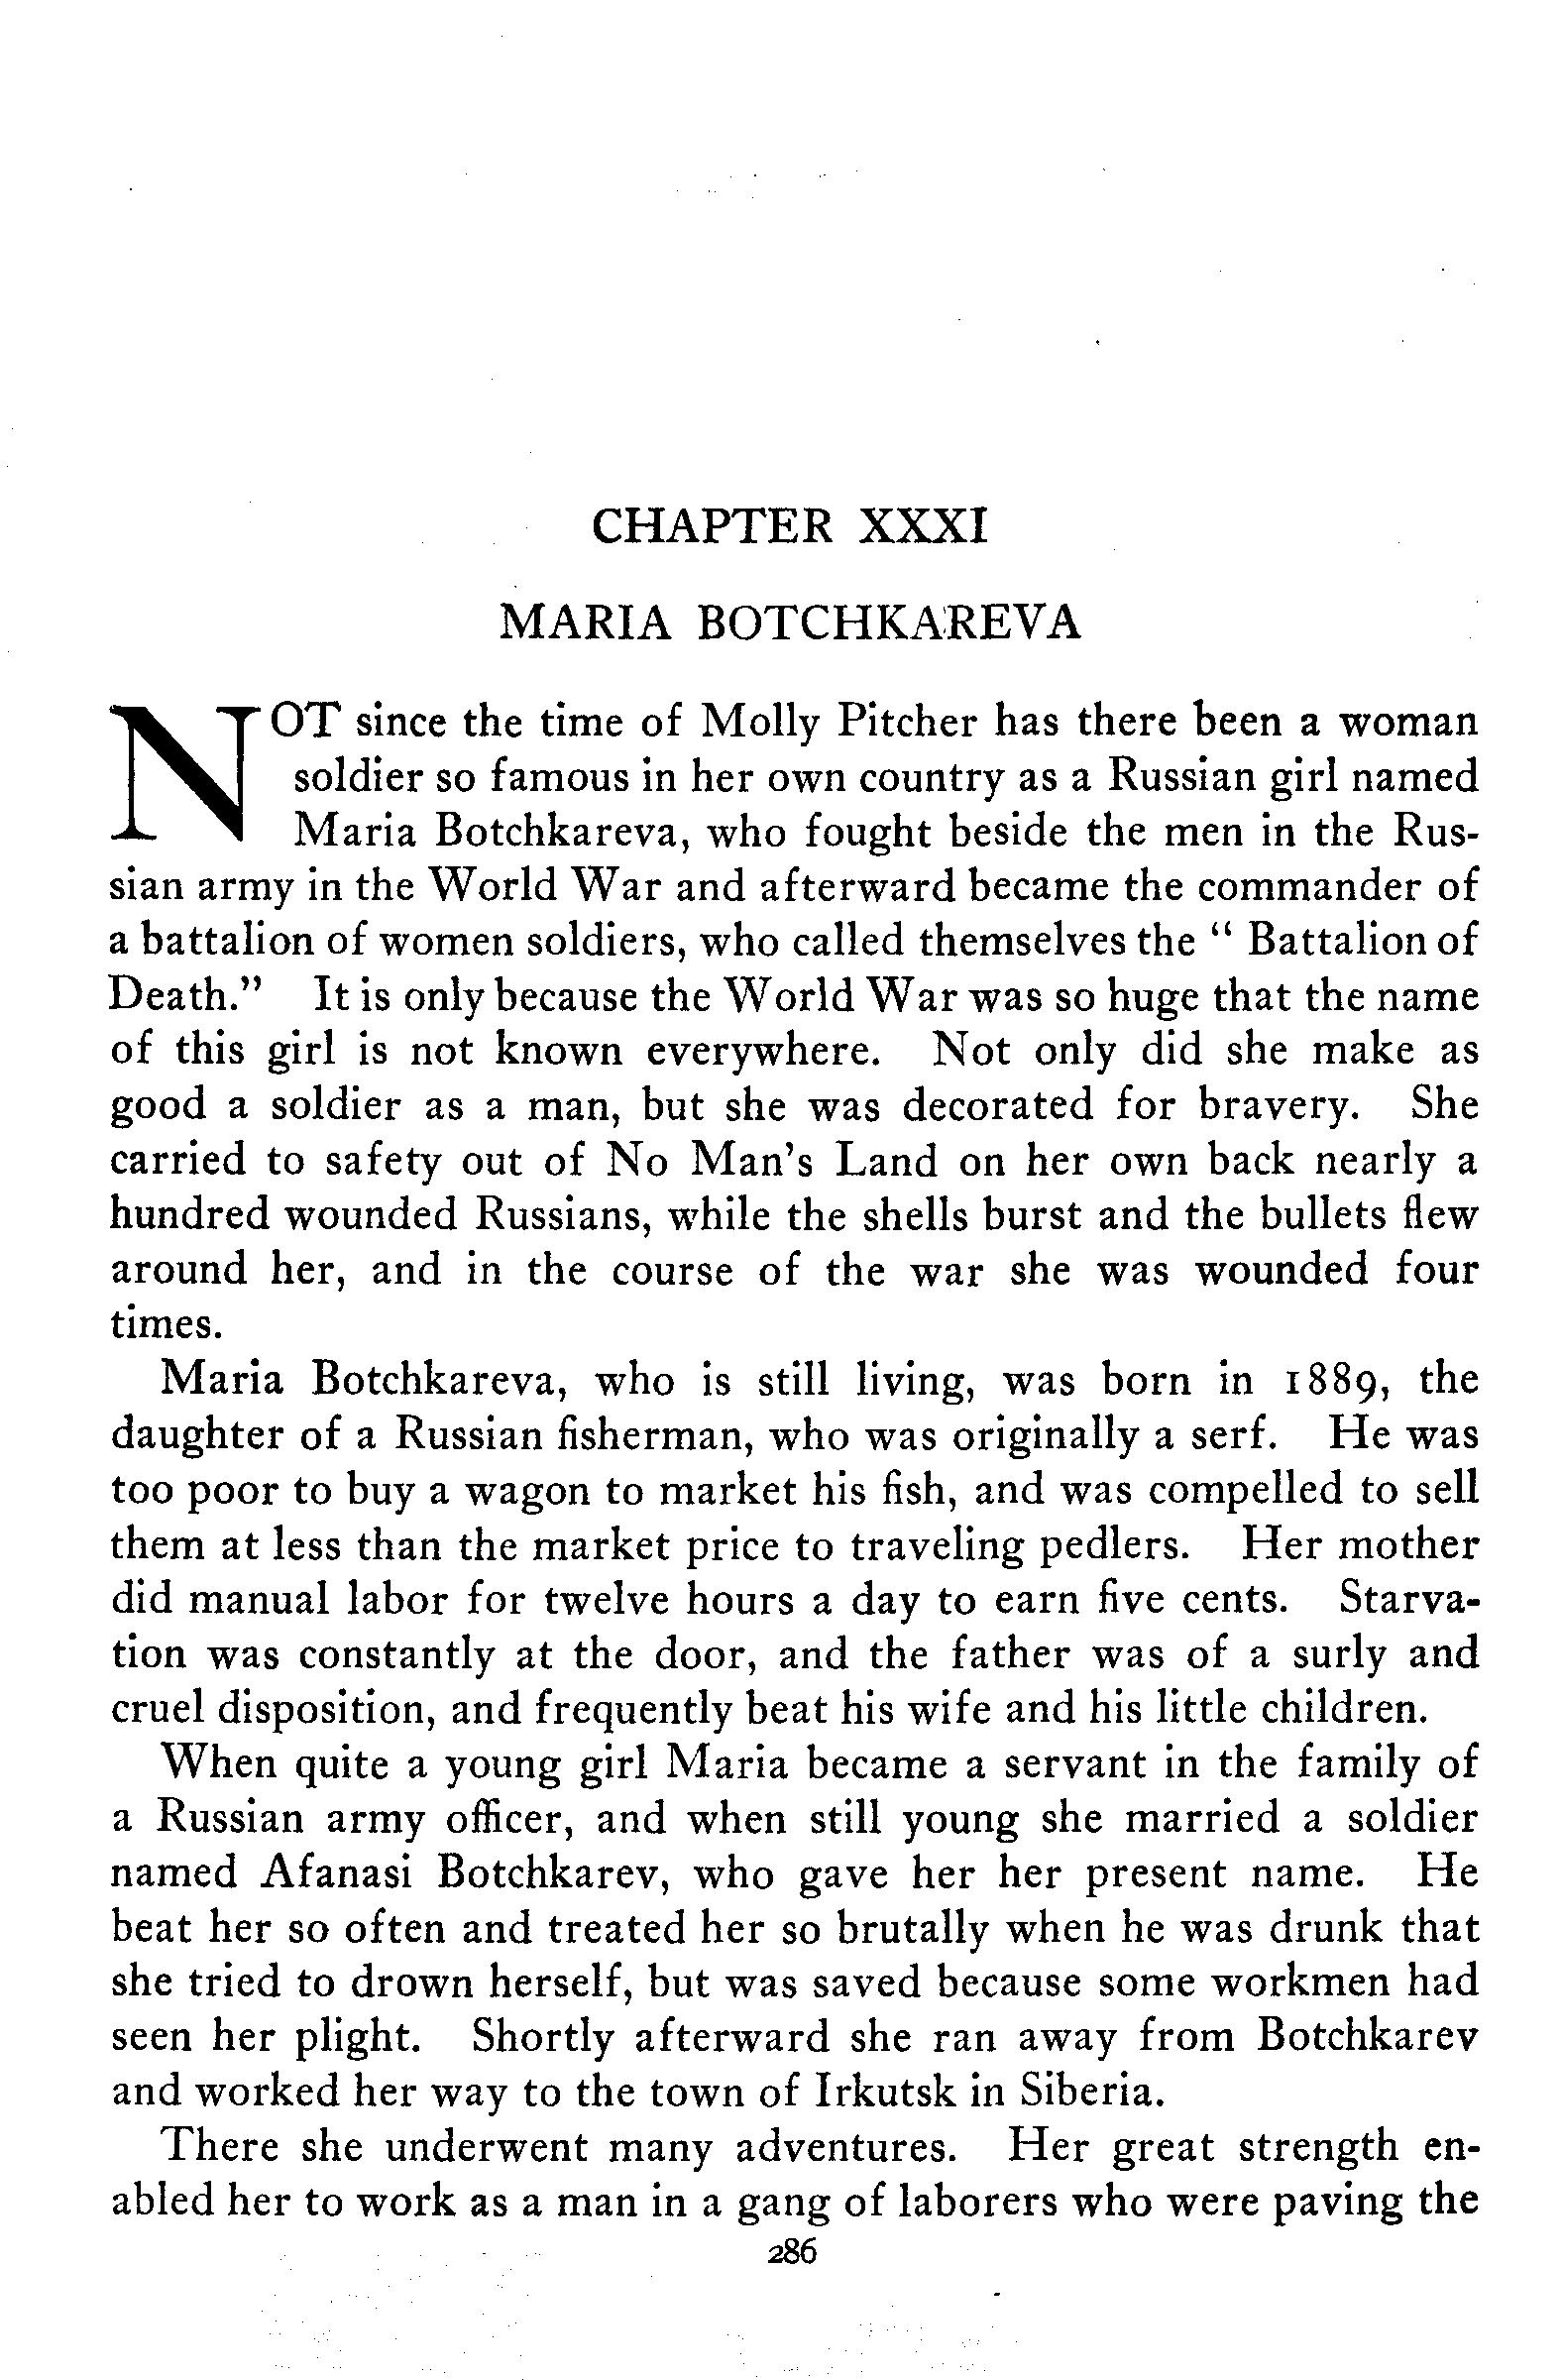 CHAPTER XXXI
MARIA BOTCHKAREVA
NOT since the time of Molly Pitcher has there been a woman
soldier so famous in her own country as a Russian girl named
Maria Botchkareva, who fought beside the men in the Rus-
sian army in the World War and afterward became the commander of
a battalion of women soldiers, who called themselves the “ Battalion of
Death.” It is only because the World War was so huge that the name
of this girl is not known everywhere. Not only did she make as
good a soldier as a man, but she was decorated for bravery. She
carried to safety out of No Man's Land on her own back nearly a
hundred wounded Russians, while the shells burst and the bullets flew
around her, and in the course of the war she was wounded four
times.
Maria Botchkareva, who is still living, was born in 1889, the
daughter of a Russian fisherman, who was originally a serf. He was
too poor to buy a wagon to market his fish, and was compelled to sell
them at less than the market price to traveling pedlers. Her mother
did manual labor for twelve hours a day to earn five cents. Starva-
tion was constantly at the door, and the father was of a surly and
cruel disposition, and frequently beat his wife and his little children.
When quite a young girl Maria became a servant in the family of
a Russian army officer, and when still young she married a soldier
named Afanasi Botchkarev, who gave her her present name. He
beat her so often and treated her so brutally when he was drunk that
she tried to drown herself, but was saved because some workmen had
seen her plight. Shortly afterward she ran away from Botchkarev
and worked her way to the town of Irkutsk in Siberia.
There she underwent many adventures. Her great strength en-
abled her to work as a man in a gang of laborers who were paving the
286